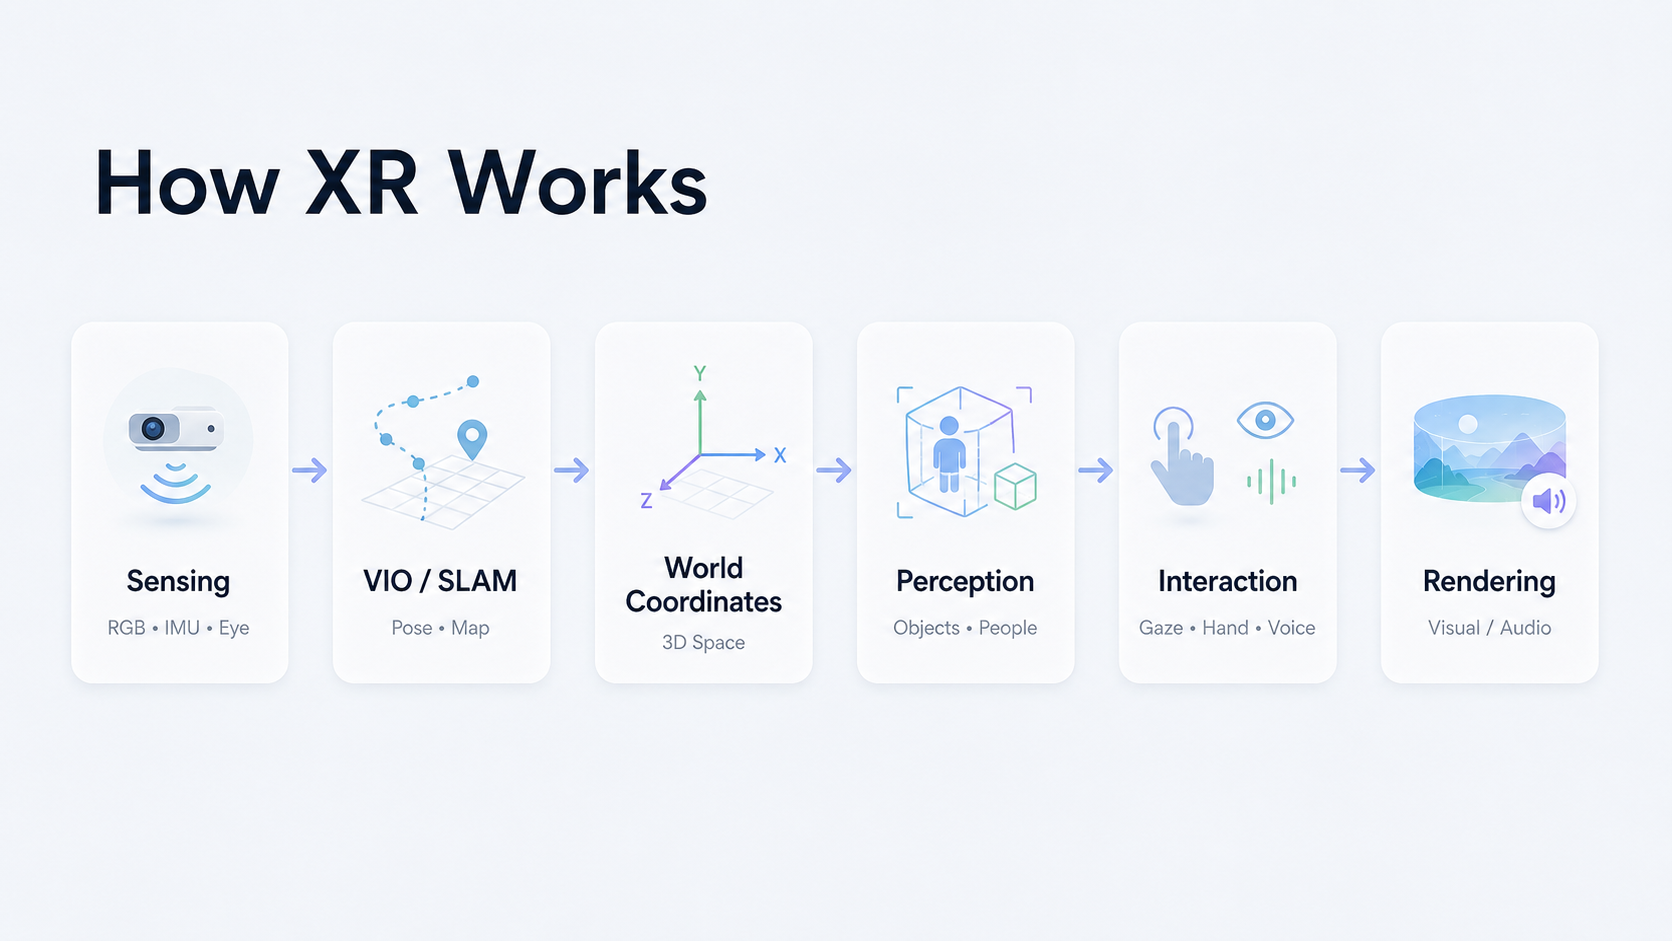 How XR Works
Y
X
Z
Sensing
RGB • IMU • Eye
VIO / SLAM
Pose • Map
World
Coordinates
3D Space
Perception
Objects • People
Interaction
Gaze • Hand • Voice
Rendering
Visual / Audio